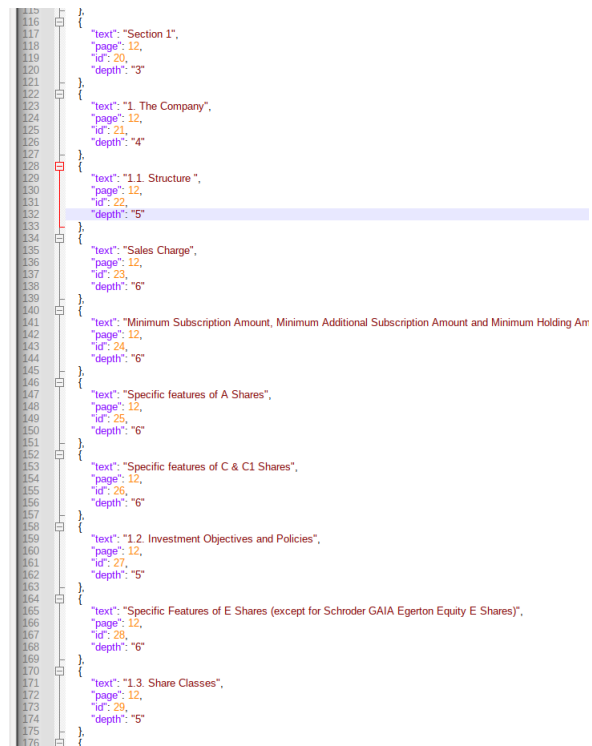 115 },
116 {
117 "text": "Section 1",
118 "page": 12,
119 "id": 20,
120 "depth": "3"
121 },
122 {
123 "text": "1. The Company",
124 "page": 12,
125 "id": 21,
126 "depth": "4"
127 },
128 {
129 "text": "1.1. Structure ",
130 "page": 12,
131 "id": 22,
132 "depth": "5"
133 },
134 {
135 "text": "Sales Charge",
136 "page": 12,
137 "id": 23,
138 "depth": "6"
139 },
140 {
141 "text": "Minimum Subscription Amount, Minimum Additional Subscription Amount and Minimum Holding Am
142 "page": 12,
143 "id": 24,
144 "depth": "6"
145 },
146 {
147 "text": "Specific features of A Shares",
148 "page": 12,
149 "id": 25,
150 "depth": "6"
151 },
152 {
153 "text": "Specific features of C & C1 Shares",
154 "page": 12,
155 "id": 26,
156 "depth": "6"
157 },
158 {
159 "text": "1.2. Investment Objectives and Policies",
160 "page": 12,
161 "id": 27,
162 "depth": "5"
163 },
164 {
165 "text": "Specific Features of E Shares (except for Schroder GAIA Egerton Equity E Shares)",
166 "page": 12,
167 "id": 28,
168 "depth": "6"
169 },
170 {
171 "text": "1.3. Share Classes",
172 "page": 12,
173 "id": 29,
174 "depth": "5"
175 },
176 {